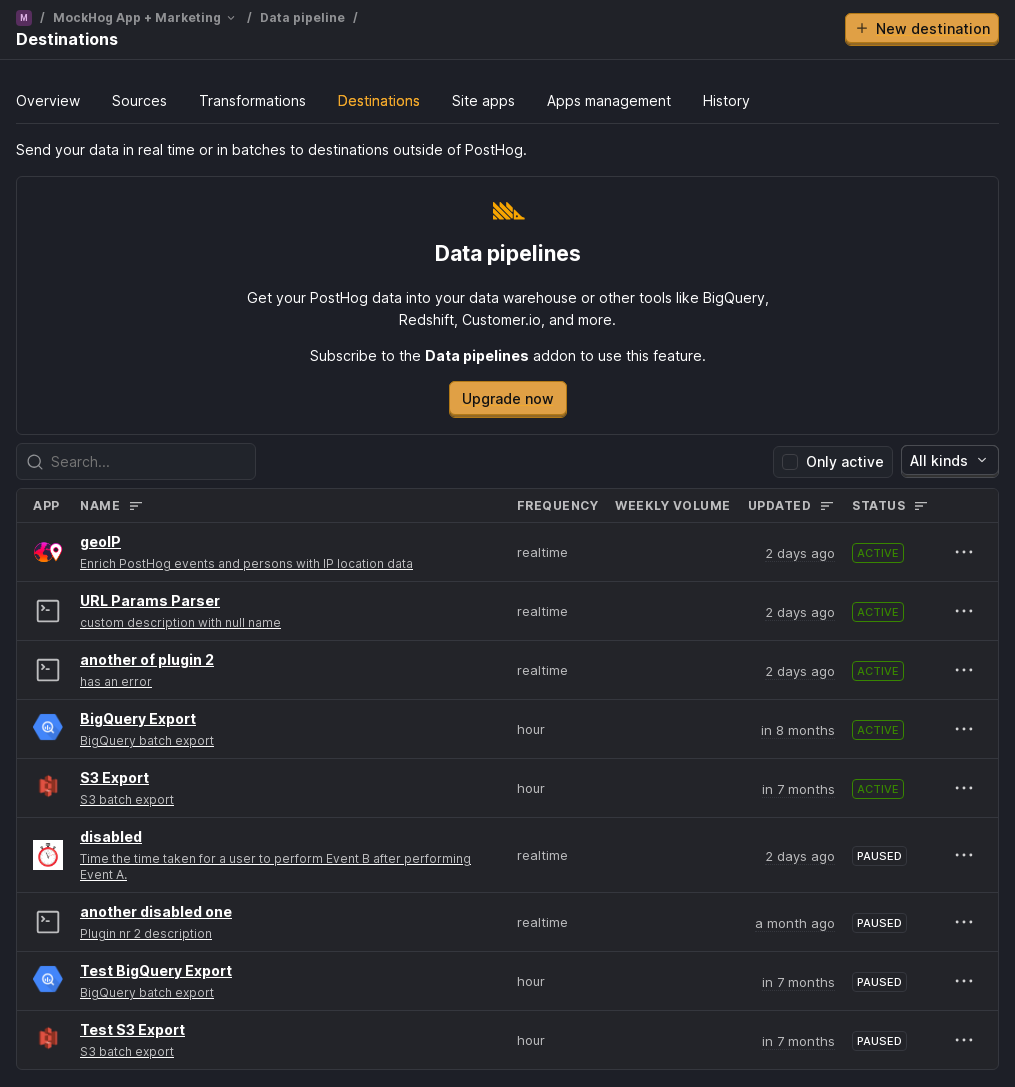 M / MockHog App + Marketing / Data pipeline /
Destinations
New destination
Overview Sources Transformations Destinations Site apps Apps management History
Send your data in real time or in batches to destinations outside of PostHog.
Data pipelines
Get your PostHog data into your data warehouse or other tools like BigQuery,
Redshift, Customer.io, and more.
Subscribe to the Data pipelines addon to use this feature.
Upgrade now
Search...
Only active
All kinds
APP NAME FREQUENCY WEEKLY VOLUME UPDATED STATUS
geoIP
Enrich PostHog events and persons with IP location data
realtime 2 days ago ACTIVE
URL Params Parser
custom description with null name
realtime 2 days ago ACTIVE
another of plugin 2
has an error
realtime 2 days ago ACTIVE
BigQuery Export
BigQuery batch export
hour in 8 months ACTIVE
S3 Export
S3 batch export
hour in 7 months ACTIVE
disabled
Time the time taken for a user to perform Event B after performing
Event A.
realtime 2 days ago PAUSED
another disabled one
Plugin nr 2 description
realtime a month ago PAUSED
Test BigQuery Export
BigQuery batch export
hour in 7 months PAUSED
Test S3 Export
S3 batch export
hour in 7 months PAUSED